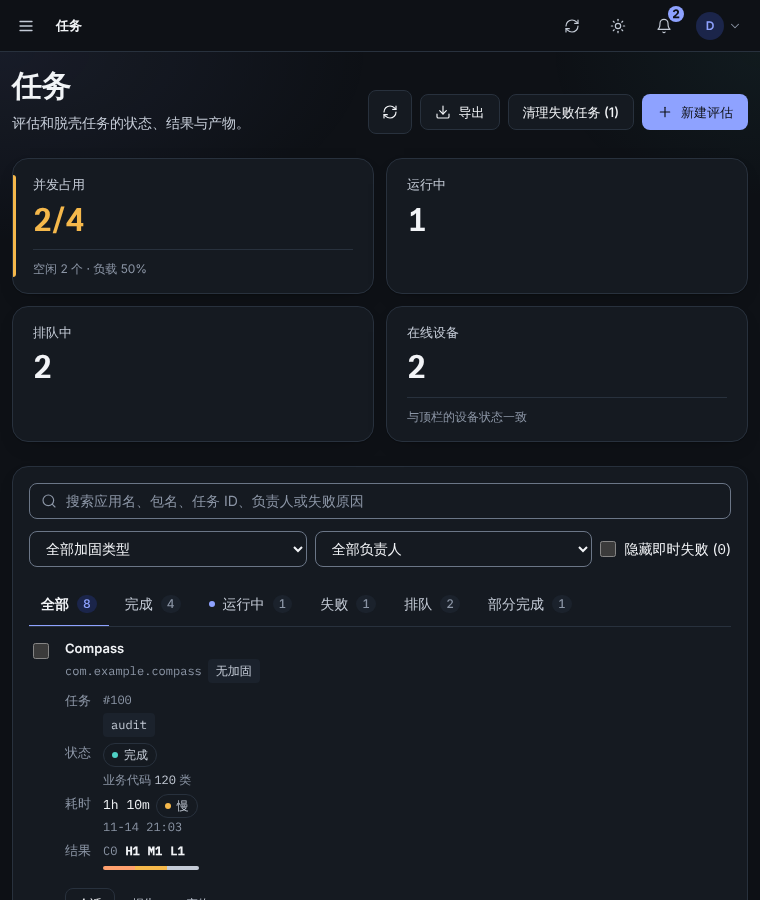 任务
2
D
任务
评估和脱壳任务的状态、结果与产物。
导出
清理失败任务 (1)
新建评估
并发占用
2/4
空闲 2 个 · 负载 50%
运行中
1
排队中
2
在线设备
2
与顶栏的设备状态一致
搜索应用名、包名、任务 ID、负责人或失败原因
全部加固类型
全部负责人
隐藏即时失败 (0)
全部 8
完成 4
运行中 1
失败 1
排队 2
部分完成 1
Compass
com.example.compass 无加固
任务 #100
audit
状态 完成
业务代码 120 类
耗时 1h 10m 慢
11-14 21:03
结果 C0 H1 M1 L1